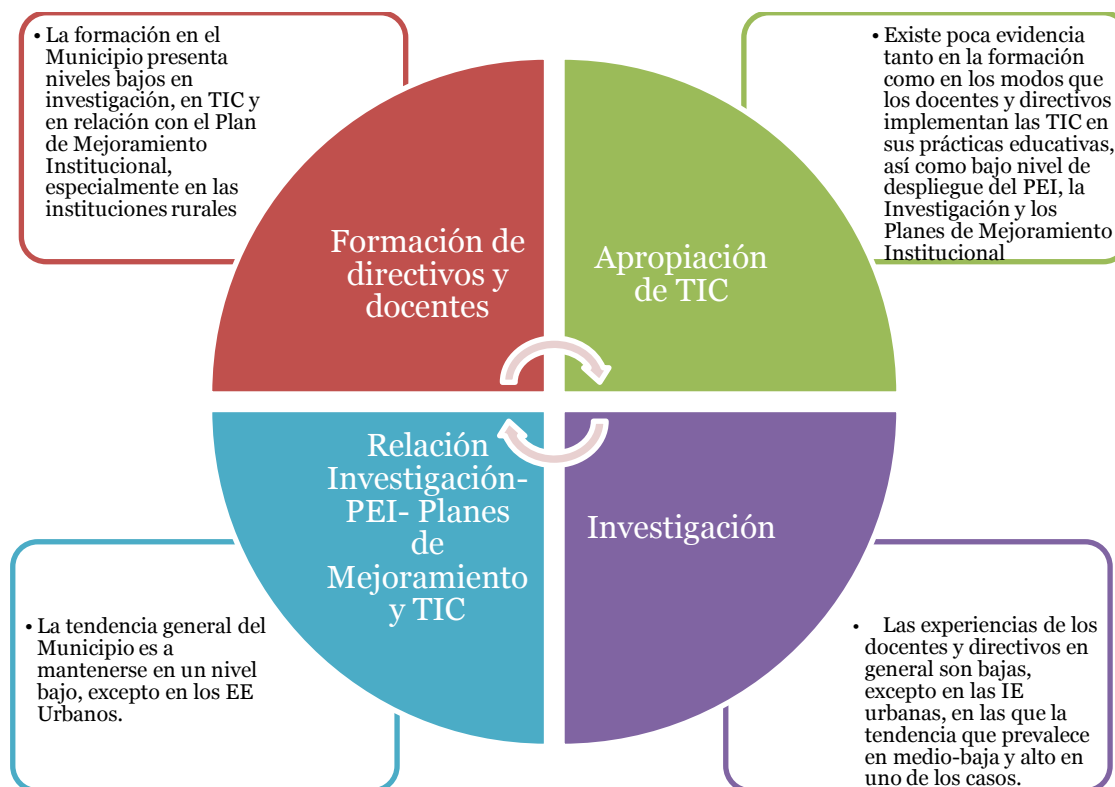 • La formación en el
Municipio presenta
niveles bajos en
investigación, en TIC y
en relación con el Plan
de Mejoramiento
Institucional,
especialmente en las
instituciones rurales
• Existe poca evidencia
tanto en la formación
como en los modos que
los docentes y directivos
implementan las TIC en
sus prácticas educativas,
así como bajo nivel de
despliegue del PEI, la
Investigación y los
Planes de Mejoramiento
Institucional
Formación de
directivos y
docentes
Apropiación
de TIC
Relación
Investigación-
PEI- Planes
de
Mejoramiento
y TIC
Investigación
• La tendencia general del
Municipio es a
mantenerse en un nivel
bajo, excepto en los EE
Urbanos.
• Las experiencias de los
docentes y directivos en
general son bajas,
excepto en las IE
urbanas, en las que la
tendencia que prevalece
en medio-baja y alto en
uno de los casos.